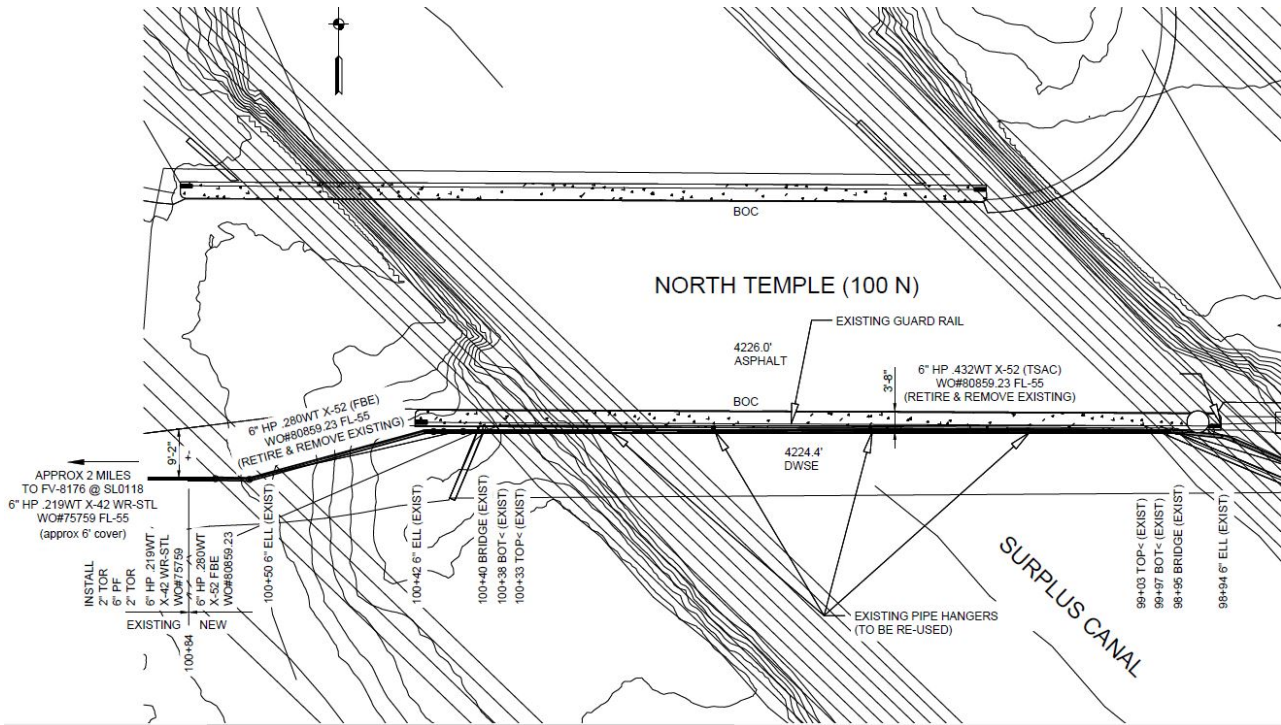 BOC
NORTH TEMPLE (100 N)
EXISTING GUARD RAIL
4226.0'
ASPHALT
6" HP .432WT X-52 (TSAC)
WO#80859.23 FL-55
(RETIRE & REMOVE EXISTING)
3'-8"
BOC
6" HP .280WT X-52 (FBE)
WO#80859.23 FL-55
(RETIRE & REMOVE EXISTING)
9'-2"
+-
4224.4'
DWSE
APPROX 2 MILES
TO FV-8176 @ SL0118
6" HP .219WT X-42 WR-STL
WO#75759 FL-55
(approx 6' cover)
INSTALL
2" TOR
6" PF
2" TOR
6" HP .219WT
X-42 WR-STL
WO#75759
6" HP .280WT
X-52 FBE
WO#80859.23
EXISTING
NEW
100+84
100+50 6" ELL (EXIST)
100+42 6" ELL (EXIST)
100+40 BRIDGE (EXIST)
100+38 BOT< (EXIST)
100+33 TOP< (EXIST)
EXISTING PIPE HANGERS
(TO BE RE-USED)
SURPLUS CANAL
99+03 TOP< (EXIST)
99+97 BOT< (EXIST)
98+95 BRIDGE (EXIST)
98+94 6" ELL (EXIST)